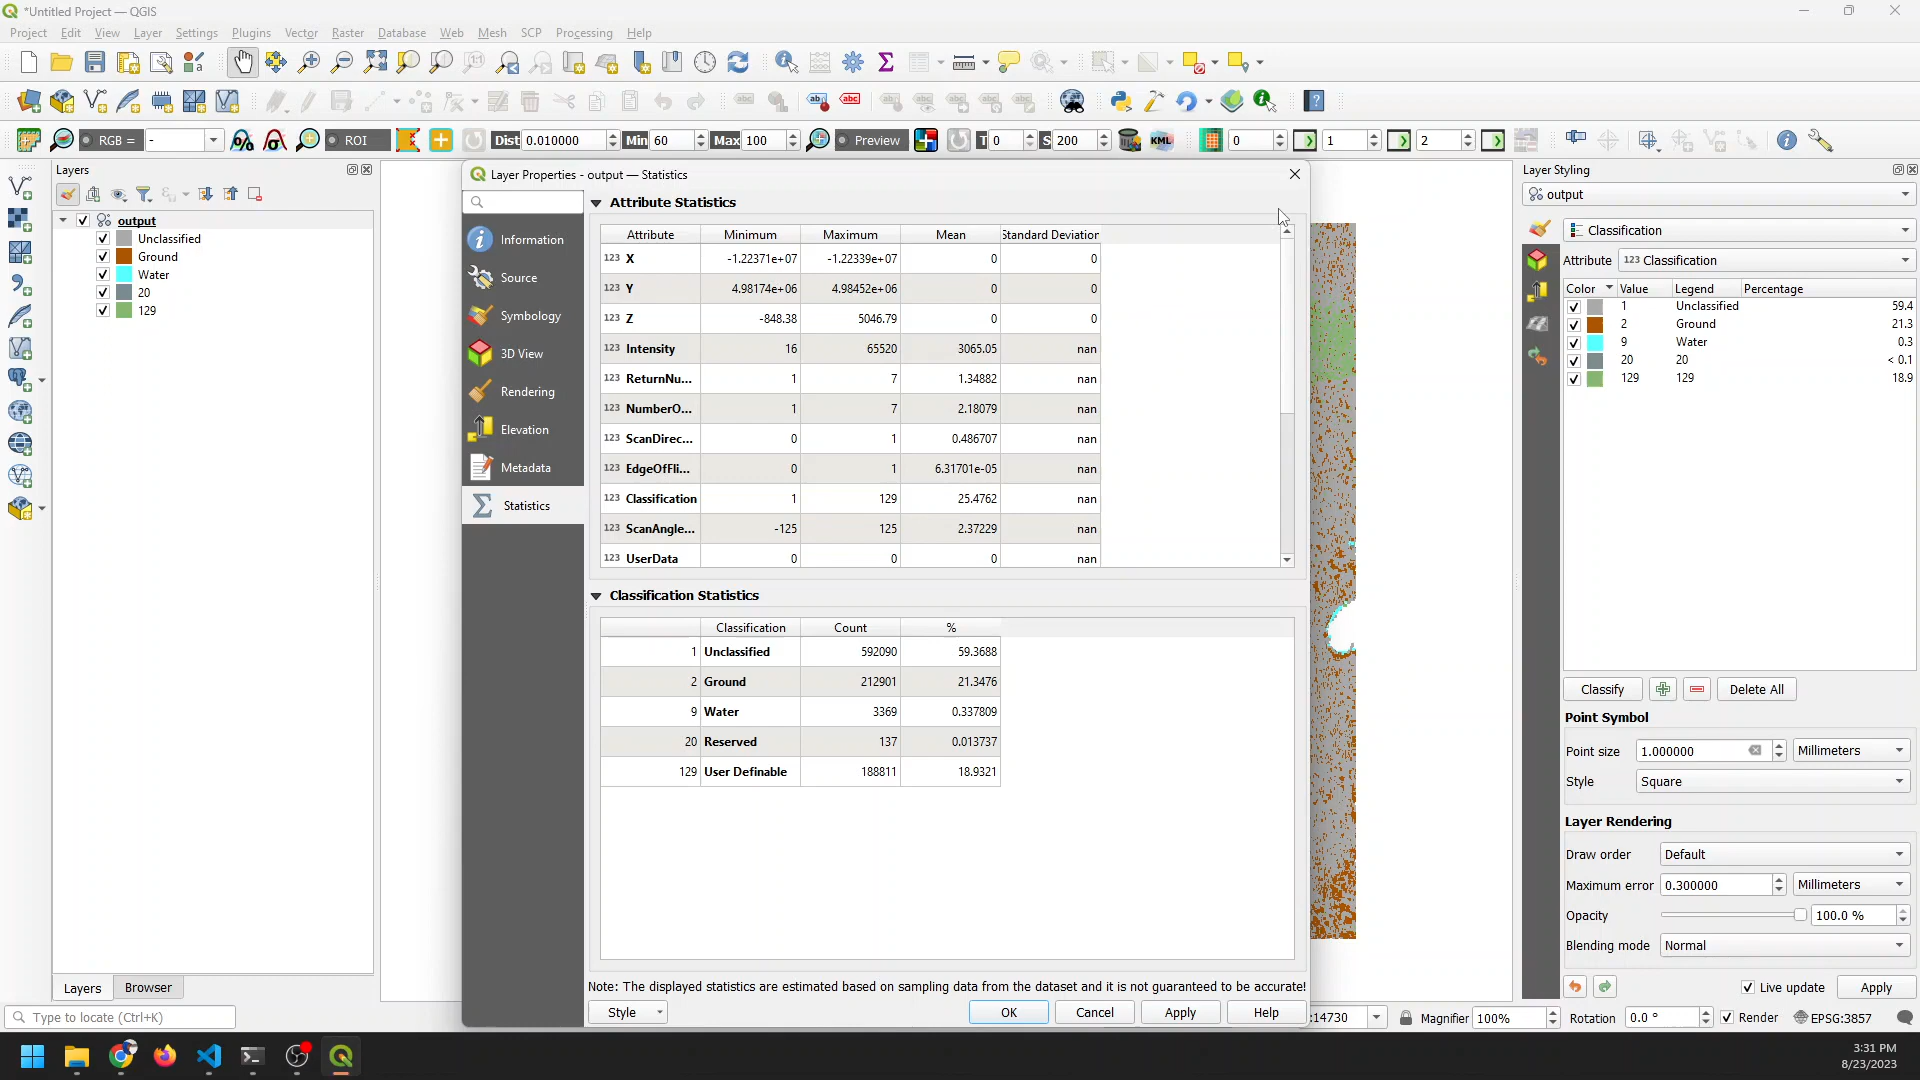 *Untitled Project — QGIS
Project Edit View Layer Settings Plugins Vector Raster Database Web Mesh SCP Processing Help
RGB = - ROI Dist 0.010000 Min 60 Max 100 Preview T 0 S 200 KML 0 1 2
Layers
output
Unclassified
Ground
Water
20
129
Layers Browser
Type to locate (Ctrl+K)
Layer Properties - output — Statistics
Information
Source
Symbology
3D View
Rendering
Elevation
Metadata
Statistics
Attribute Statistics
Attribute Minimum Maximum Mean Standard Deviation
123 X -1.22371e+07 -1.22339e+07 0 0
123 Y 4.98174e+06 4.98452e+06 0 0
123 Z -848.38 5046.79 0 0
123 Intensity 16 65520 3065.05 nan
123 ReturnNu... 1 7 1.34882 nan
123 NumberO... 1 7 2.18079 nan
123 ScanDirec... 0 1 0.486707 nan
123 EdgeOfFli... 0 1 6.31701e-05 nan
123 Classification 1 129 25.4762 nan
123 ScanAngle... -125 125 2.37229 nan
123 UserData 0 0 0 nan
Classification Statistics
Classification Count %
1 Unclassified 592090 59.3688
2 Ground 212901 21.3476
9 Water 3369 0.337809
20 Reserved 137 0.013737
129 User Definable 188811 18.9321
Note: The displayed statistics are estimated based on sampling data from the dataset and it is not guaranteed to be accurate!
Style OK Cancel Apply Help
Layer Styling
output
Classification
Attribute 123 Classification
Color Value Legend Percentage
1 Unclassified 59.4
2 Ground 21.3
9 Water 0.3
20 20 < 0.1
129 129 18.9
Classify Delete All
Point Symbol
Point size 1.000000 Millimeters
Style Square
Layer Rendering
Draw order Default
Maximum error 0.300000 Millimeters
Opacity 100.0 %
Blending mode Normal
Live update Apply
:14730 Magnifier 100% Rotation 0.0 ° Render EPSG:3857
3:31 PM
8/23/2023